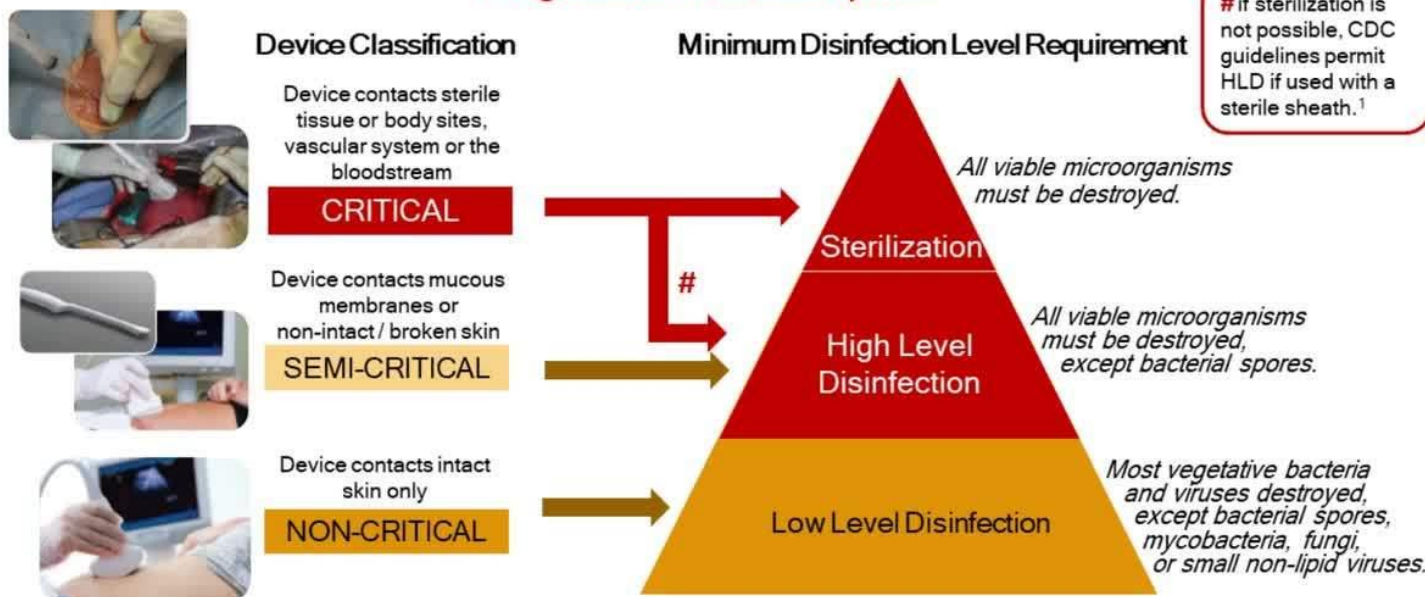 Device Classification
Minimum Disinfection Level Requirement
# If sterilization is
not possible, CDC
guidelines permit
HLD if used with a
sterile sheath.¹
Device contacts sterile
tissue or body sites,
vascular system or the
bloodstream
CRITICAL
All viable microorganisms
must be destroyed.
Sterilization
#
Device contacts mucous
membranes or
non-intact / broken skin
SEMI-CRITICAL
High Level
Disinfection
All viable microorganisms
must be destroyed,
except bacterial spores.
Device contacts intact
skin only
NON-CRITICAL
Low Level Disinfection
Most vegetative bacteria
and viruses destroyed,
except bacterial spores,
mycobacteria, fungi,
or small non-lipid viruses.